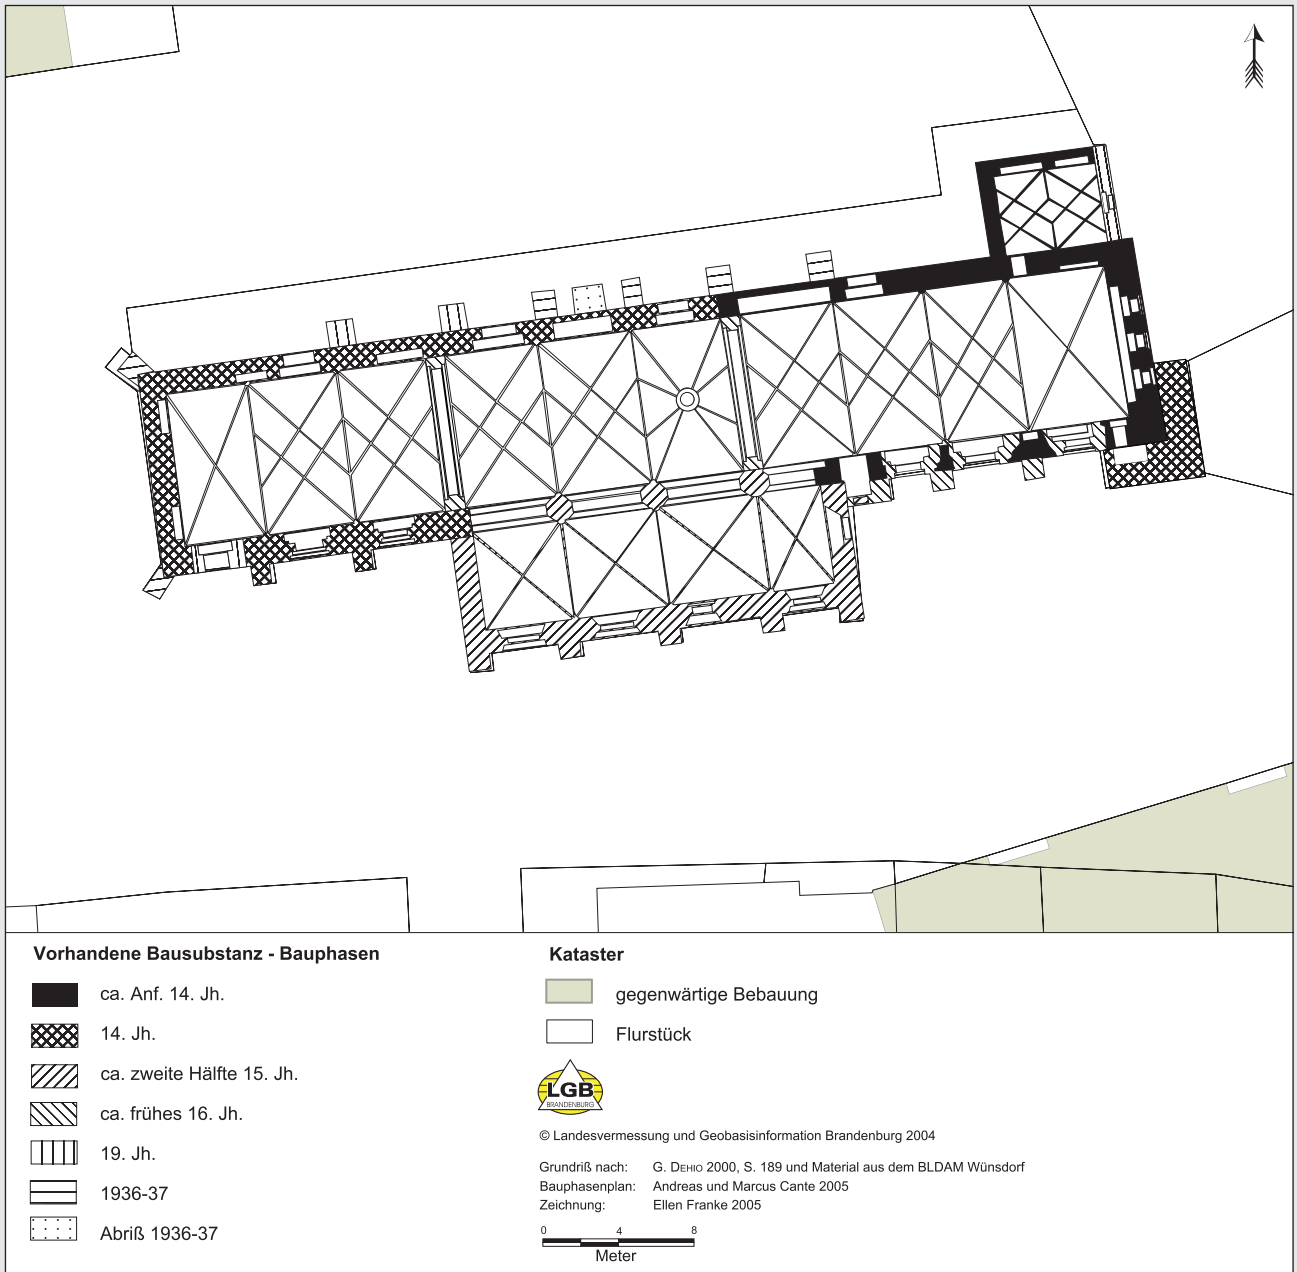 Vorhandene Bausubstanz - Bauphasen
ca. Anf. 14. Jh.
14. Jh.
ca. zweite Hälfte 15. Jh.
ca. frühes 16. Jh.
19. Jh.
1936-37
Abriß 1936-37
Kataster
gegenwärtige Bebauung
Flurstück
LGB
BRANDENBURG
© Landesvermessung und Geobasisinformation Brandenburg 2004
Grundriß nach: G. DEHIO 2000, S. 189 und Material aus dem BLDAM Wünsdorf
Bauphasenplan: Andreas und Marcus Cante 2005
Zeichnung: Ellen Franke 2005
0 4 8
Meter